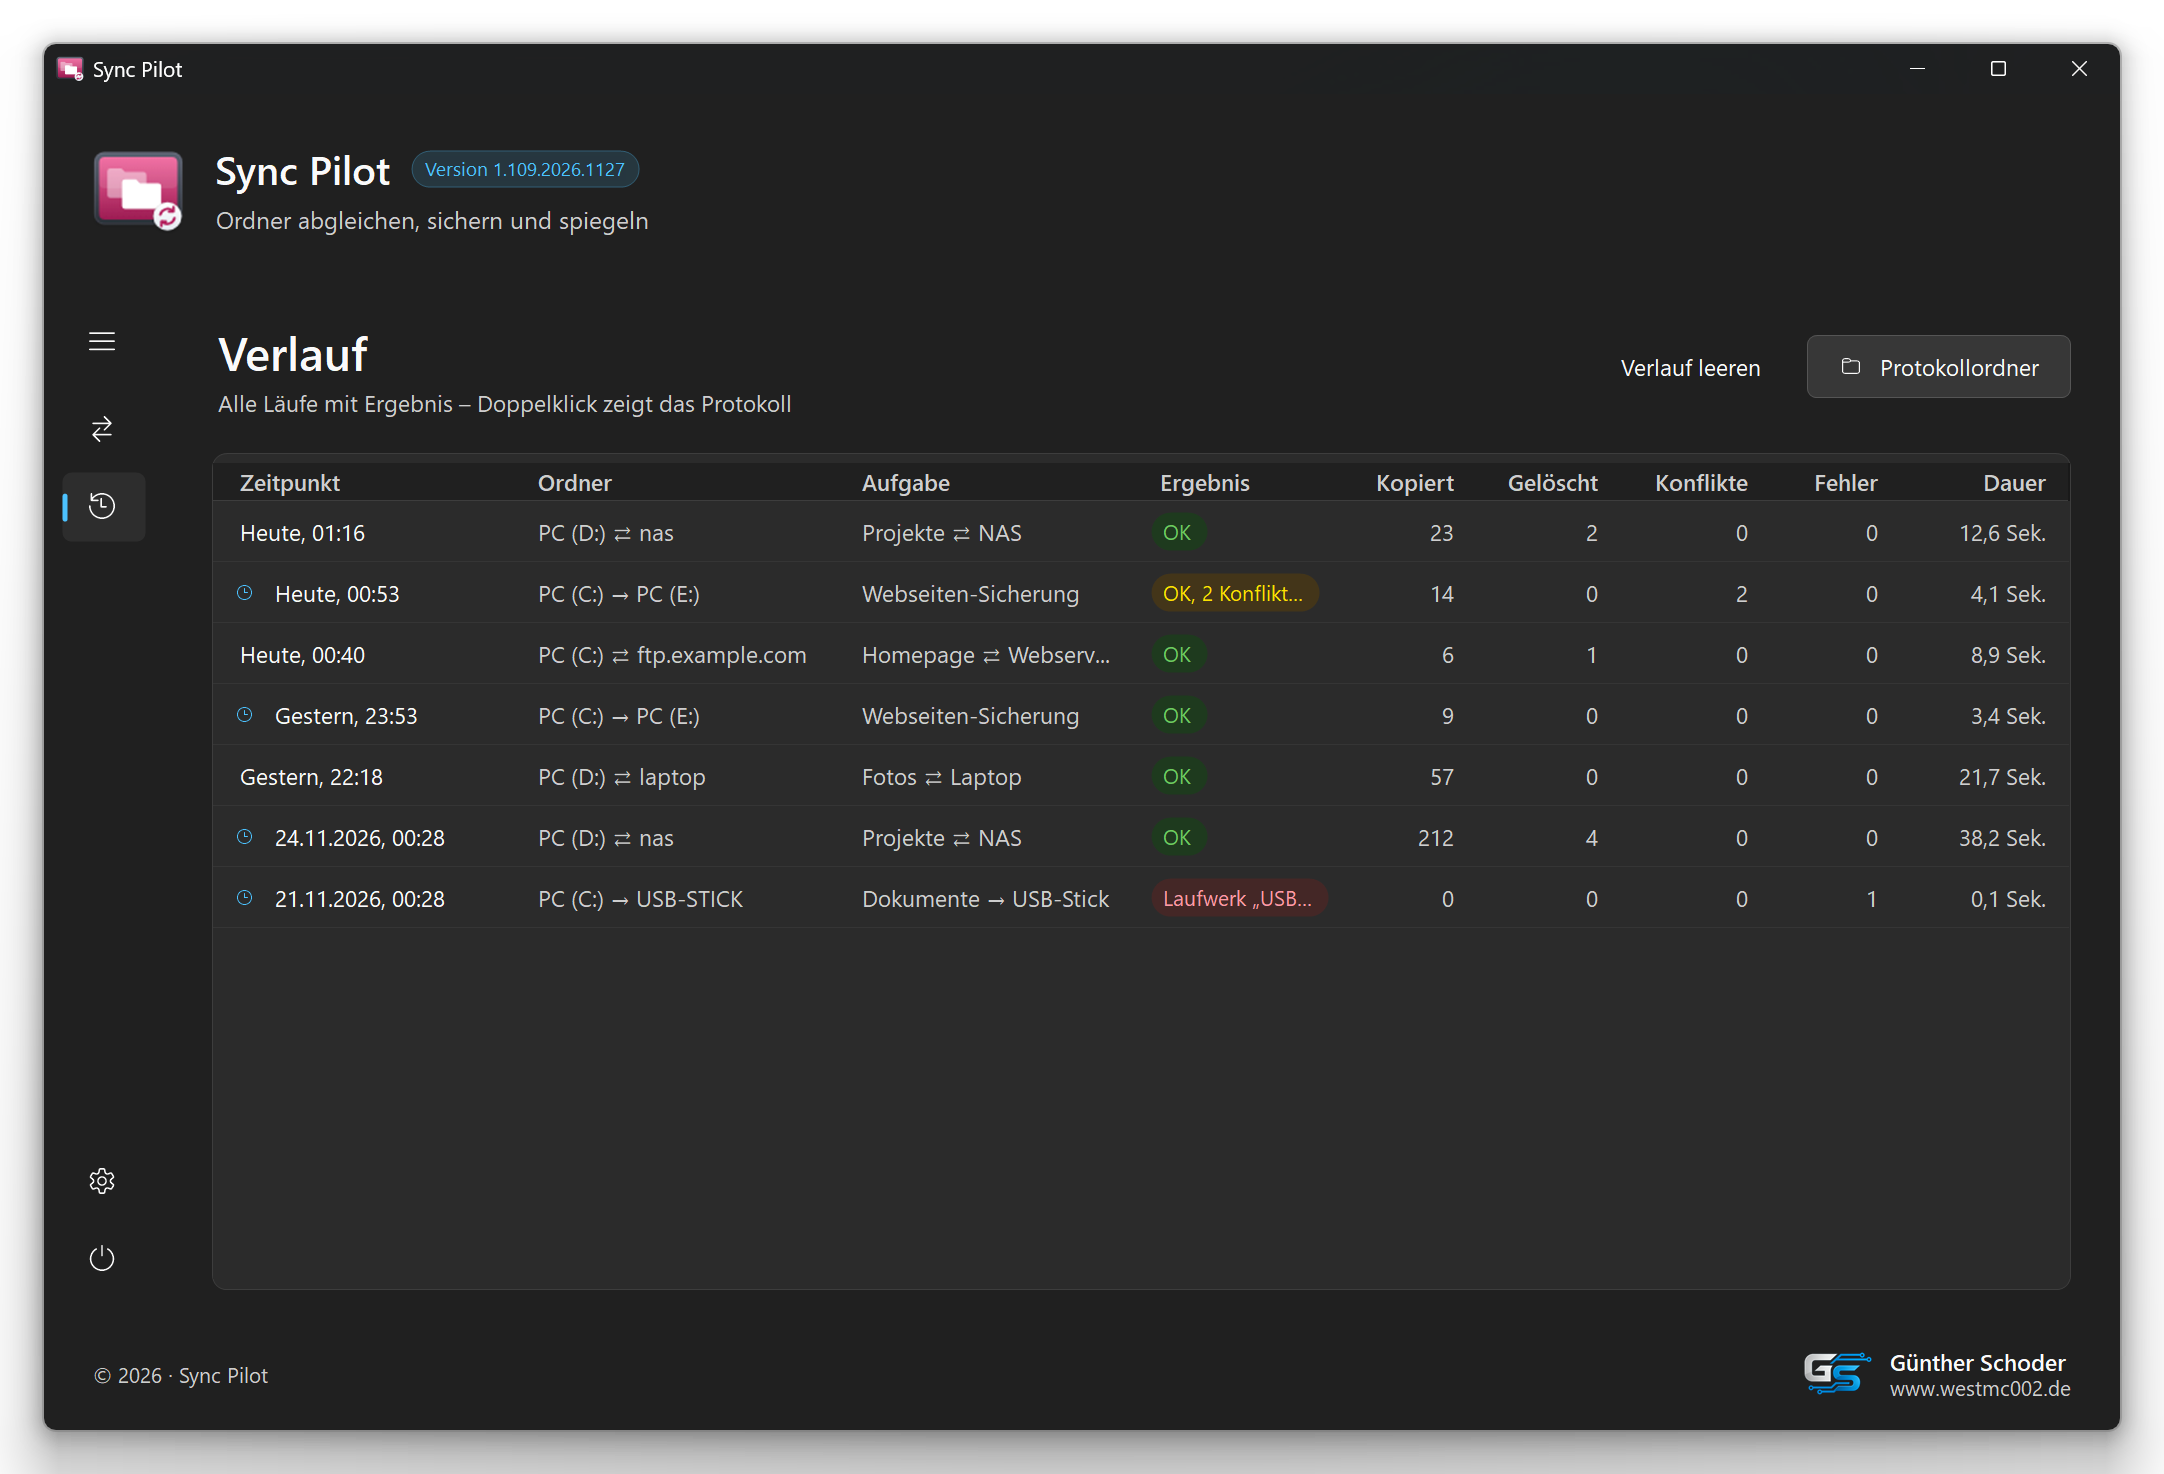 Sync Pilot
Sync Pilot Version 1.109.2026.1127
Ordner abgleichen, sichern und spiegeln
Verlauf
Alle Läufe mit Ergebnis – Doppelklick zeigt das Protokoll
Verlauf leeren Protokollordner
Zeitpunkt Ordner Aufgabe Ergebnis Kopiert Gelöscht Konflikte Fehler Dauer
Heute, 01:16 PC (D:) ⇄ nas Projekte ⇄ NAS OK 23 2 0 0 12,6 Sek.
Heute, 00:53 PC (C:) → PC (E:) Webseiten-Sicherung OK, 2 Konflikt... 14 0 2 0 4,1 Sek.
Heute, 00:40 PC (C:) ⇄ ftp.example.com Homepage ⇄ Webserv... OK 6 1 0 0 8,9 Sek.
Gestern, 23:53 PC (C:) → PC (E:) Webseiten-Sicherung OK 9 0 0 0 3,4 Sek.
Gestern, 22:18 PC (D:) ⇄ laptop Fotos ⇄ Laptop OK 57 0 0 0 21,7 Sek.
24.11.2026, 00:28 PC (D:) ⇄ nas Projekte ⇄ NAS OK 212 4 0 0 38,2 Sek.
21.11.2026, 00:28 PC (C:) → USB-STICK Dokumente → USB-Stick Laufwerk „USB... 0 0 0 1 0,1 Sek.
© 2026 · Sync Pilot
GS Günther Schoder
www.westmc002.de